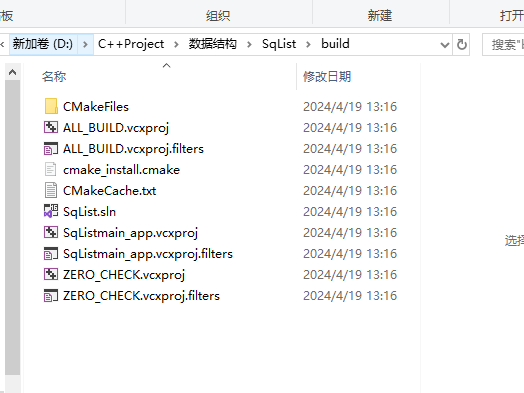 板 组织 新建 打开
新加卷 (D:) C++Project 数据结构 SqList build 搜索"b
名称 修改日期
CMakeFiles 2024/4/19 13:16
ALL_BUILD.vcxproj 2024/4/19 13:16
ALL_BUILD.vcxproj.filters 2024/4/19 13:16
cmake_install.cmake 2024/4/19 13:16
CMakeCache.txt 2024/4/19 13:16
SqList.sln 2024/4/19 13:16
SqListmain_app.vcxproj 2024/4/19 13:16
SqListmain_app.vcxproj.filters 2024/4/19 13:16
ZERO_CHECK.vcxproj 2024/4/19 13:16
ZERO_CHECK.vcxproj.filters 2024/4/19 13:16
选择